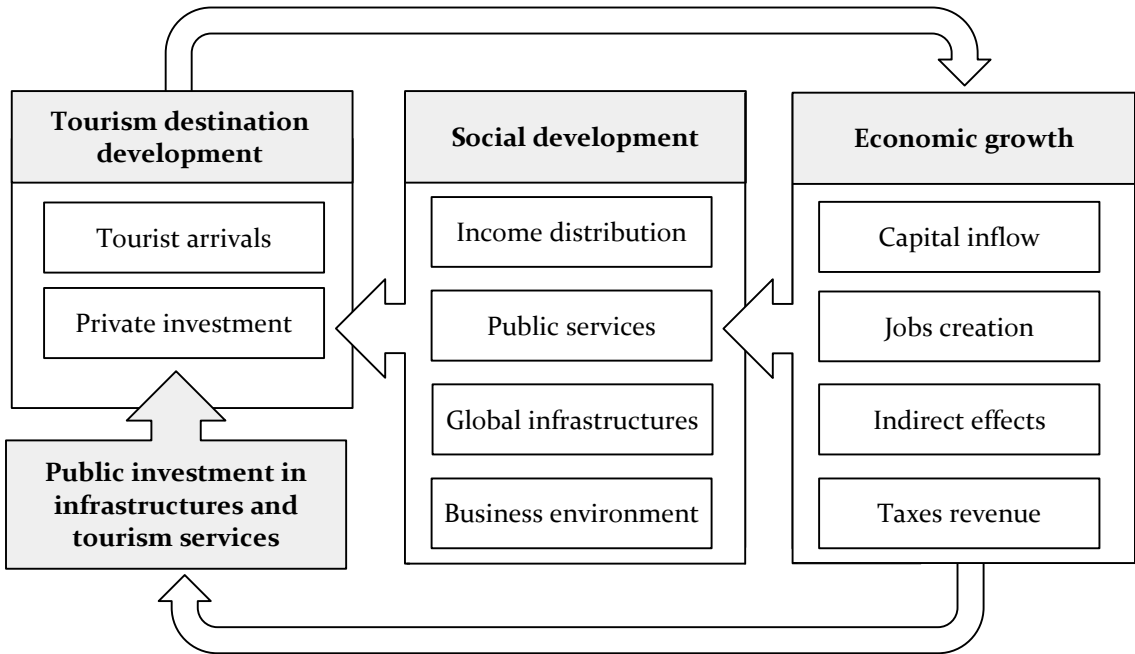 Tourism destination
development
Tourist arrivals
Private investment
Public investment in
infrastructures and
tourism services
Social development
Income distribution
Public services
Global infrastructures
Business environment
Economic growth
Capital inflow
Jobs creation
Indirect effects
Taxes revenue